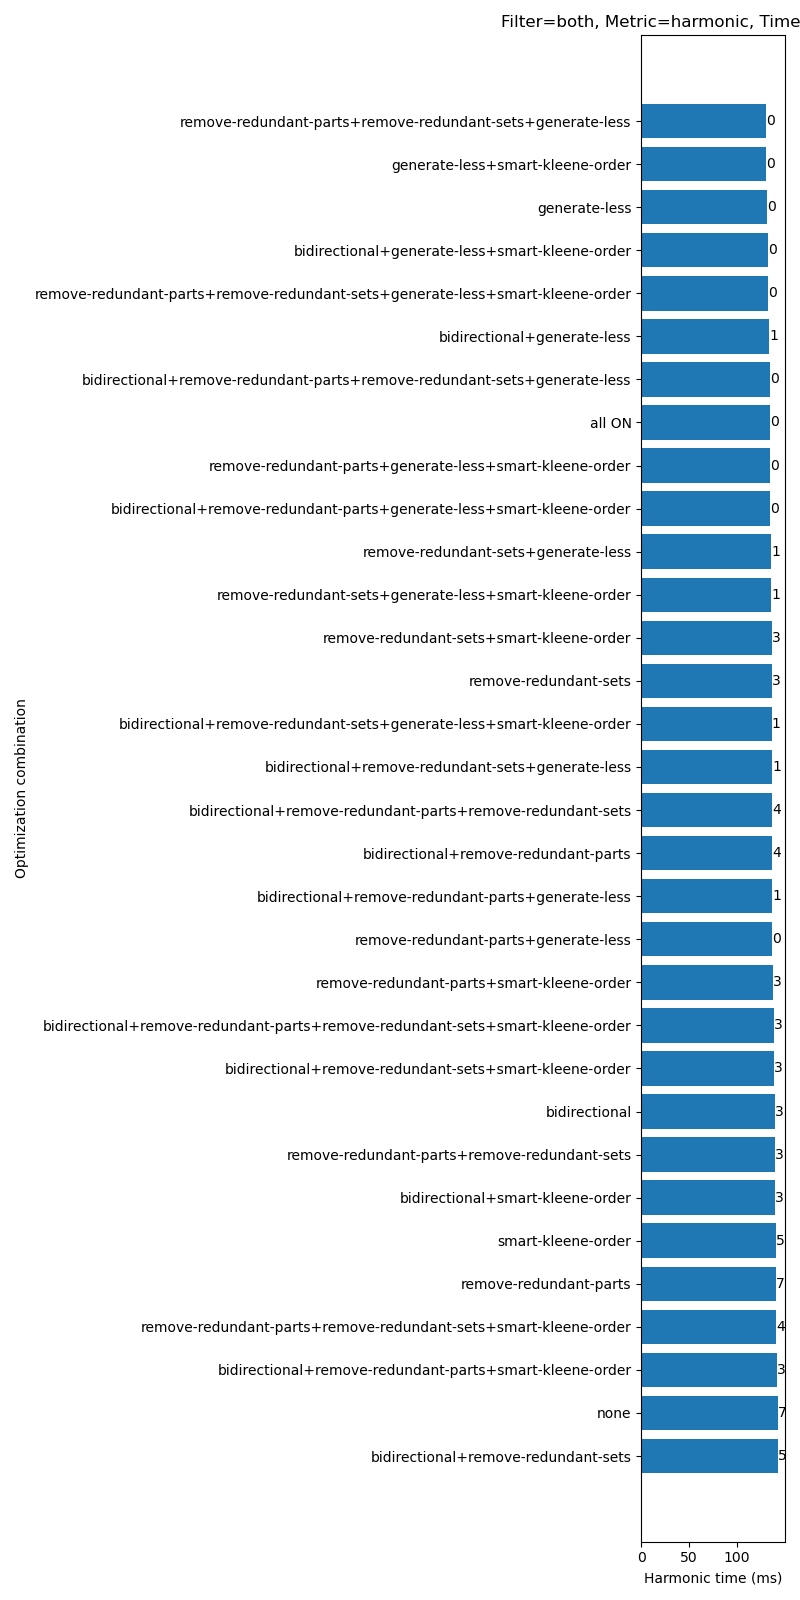 Filter=both, Metric=harmonic, Time
remove-redundant-parts+remove-redundant-sets+generate-less 0
generate-less+smart-kleene-order 0
generate-less 0
bidirectional+generate-less+smart-kleene-order 0
remove-redundant-parts+remove-redundant-sets+generate-less+smart-kleene-order 0
bidirectional+generate-less 1
bidirectional+remove-redundant-parts+remove-redundant-sets+generate-less 0
all ON 0
remove-redundant-parts+generate-less+smart-kleene-order 0
bidirectional+remove-redundant-parts+generate-less+smart-kleene-order 0
remove-redundant-sets+generate-less 1
remove-redundant-sets+generate-less+smart-kleene-order 1
remove-redundant-sets+smart-kleene-order 3
remove-redundant-sets 3
bidirectional+remove-redundant-sets+generate-less+smart-kleene-order 1
bidirectional+remove-redundant-sets+generate-less 1
bidirectional+remove-redundant-parts+remove-redundant-sets 4
bidirectional+remove-redundant-parts 4
bidirectional+remove-redundant-parts+generate-less 1
remove-redundant-parts+generate-less 0
remove-redundant-parts+smart-kleene-order 3
bidirectional+remove-redundant-parts+remove-redundant-sets+smart-kleene-order 3
bidirectional+remove-redundant-sets+smart-kleene-order 3
bidirectional 3
remove-redundant-parts+remove-redundant-sets 3
bidirectional+smart-kleene-order 3
smart-kleene-order 5
remove-redundant-parts 7
remove-redundant-parts+remove-redundant-sets+smart-kleene-order 4
bidirectional+remove-redundant-parts+smart-kleene-order 3
none 7
bidirectional+remove-redundant-sets 5
Optimization combination
0 50 100
Harmonic time (ms)